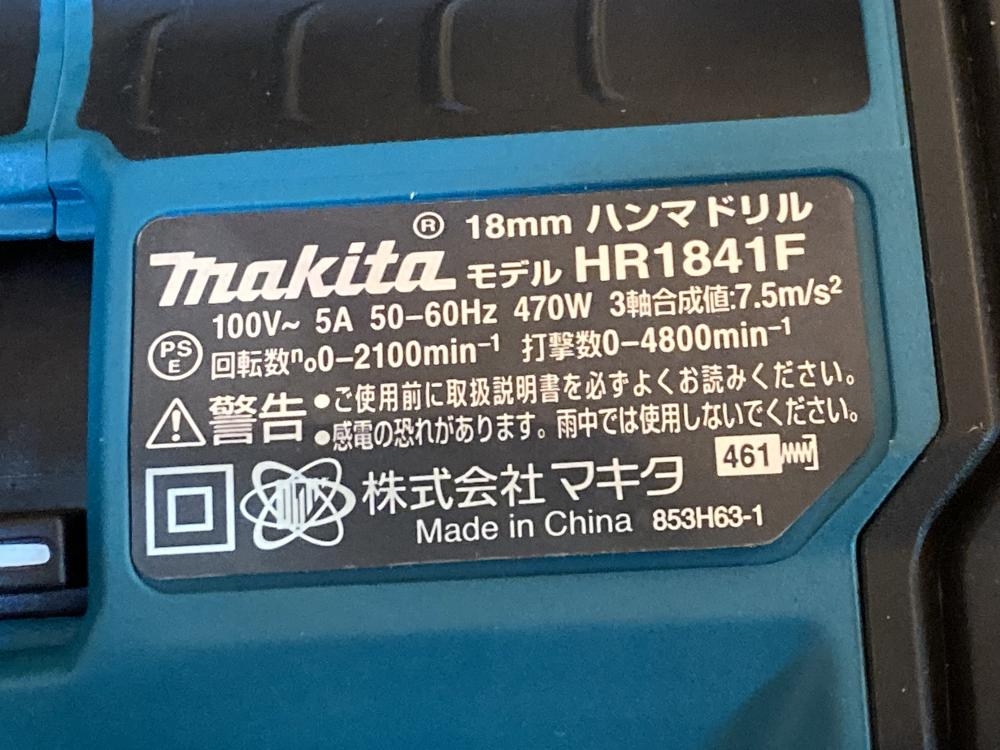 ® 18mm ハンマドリル
makita モデル HR1841F
100V~ 5A 50-60Hz 470W 3軸合成値:7.5m/s²
PSE 回転数n₀0-2100min⁻¹ 打撃数0-4800min⁻¹
警告 ●ご使用前に取扱説明書を必ずよくお読みください。
●感電の恐れがあります。雨中では使用しないでください。
461
株式会社 マキタ
Made in China 853H63-1